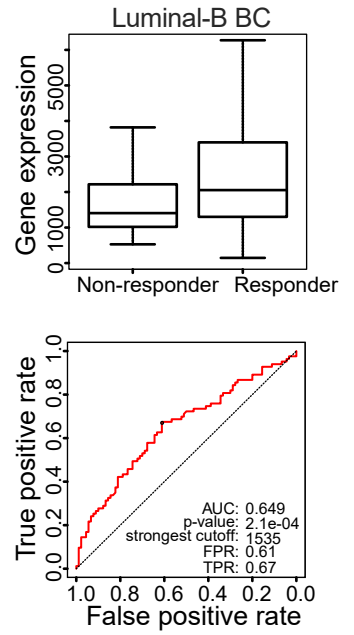 Luminal-B BC
Gene expression
5000
3000
1000
0
Non-responder Responder
True positive rate
1.0
0.8
0.6
0.4
0.2
0.0
AUC: 0.649
p-value: 2.1e-04
strongest cutoff: 1535
FPR: 0.61
TPR: 0.67
1.0 0.8 0.6 0.4 0.2 0.0
False positive rate